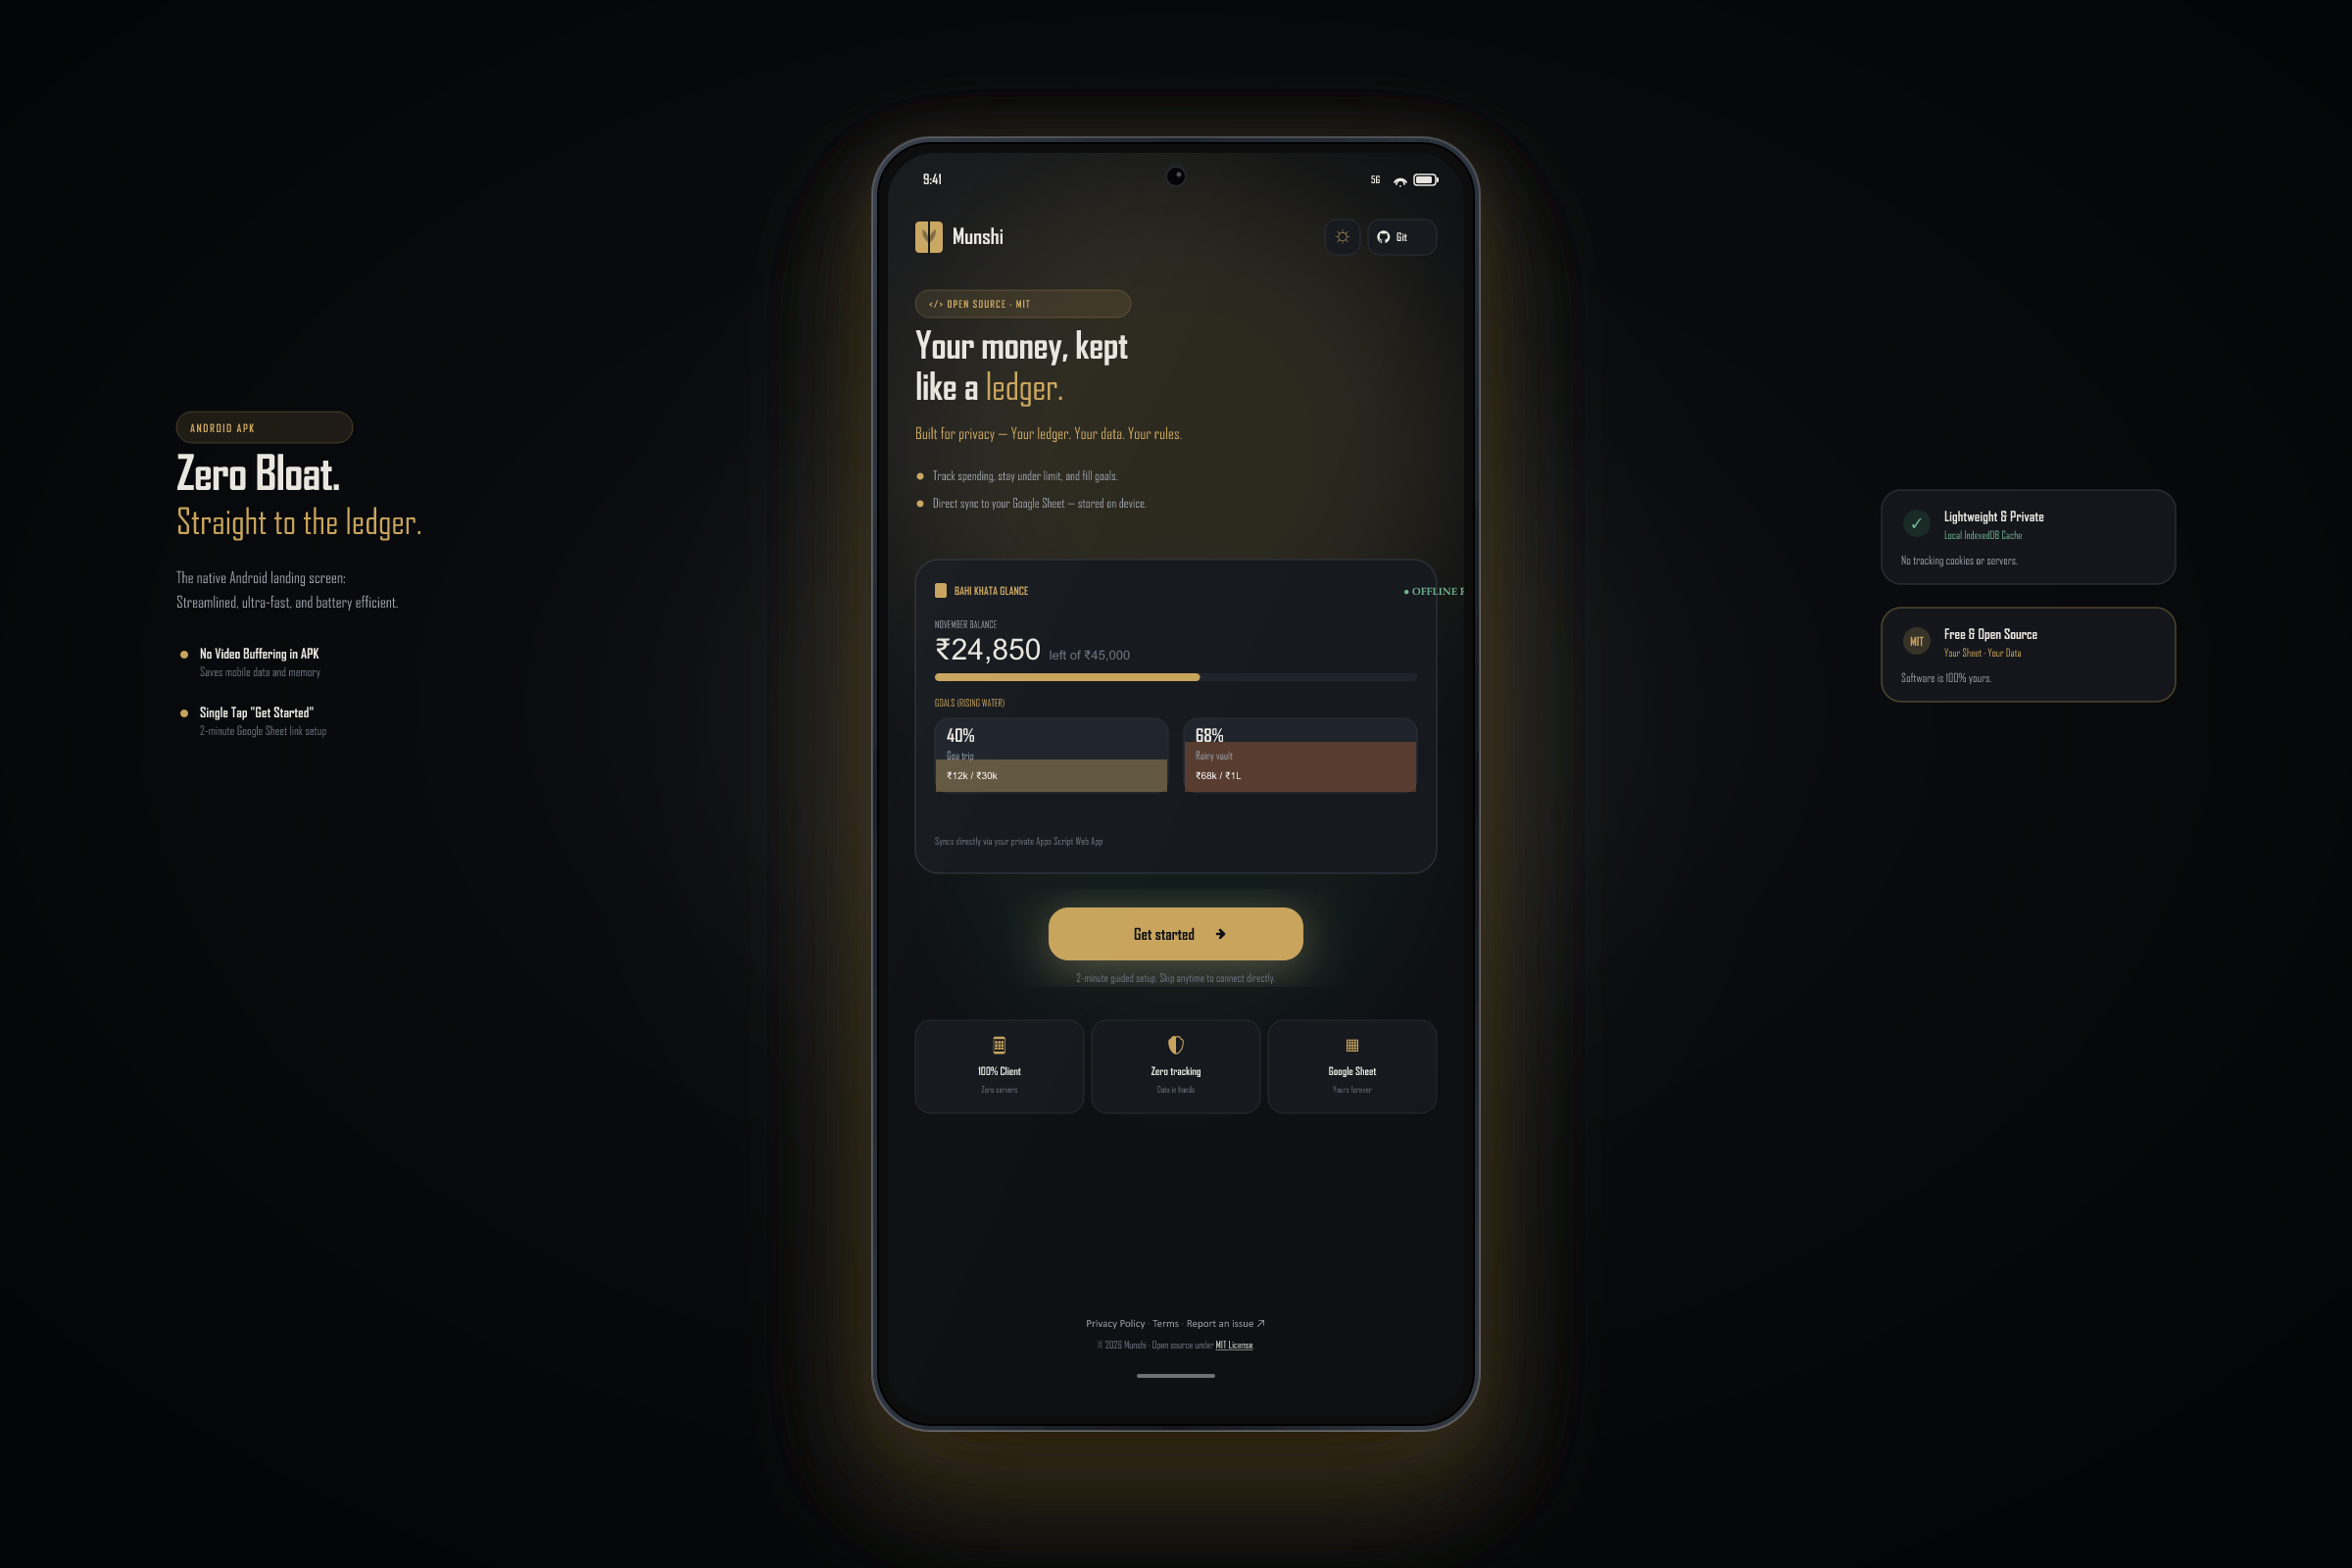 ANDROID APK
Zero Bloat.
Straight to the ledger.
The native Android landing screen:
Streamlined, ultra-fast, and battery efficient.
No Video Buffering in APK
Saves mobile data and memory
Single Tap "Get Started"
2-minute Google Sheet link setup
9:41
5G
Munshi
Git
</> OPEN SOURCE · MIT
Your money, kept
like a ledger.
Built for privacy — Your ledger. Your data. Your rules.
Track spending, stay under limit, and fill goals.
Direct sync to your Google Sheet — stored on device.
BAHI KHATA GLANCE
● OFFLINE
NOVEMBER BALANCE
₹24,850 left of ₹45,000
GOALS (RISING WATER)
40%
Goa trip
₹12k / ₹30k
68%
Rainy vault
₹68k / ₹1L
Syncs directly via your private Apps Script Web App
Get started →
2-minute guided setup. Skip anytime to connect directly.
100% Client
Zero servers
Zero tracking
Data in hands
Google Sheet
Yours forever
Privacy Policy · Terms · Report an issue ↗
© 2026 Munshi · Open source under MIT License.
✓
Lightweight & Private
Local IndexedDB Cache
No tracking cookies or servers.
MIT
Free & Open Source
Your Sheet · Your Data
Software is 100% yours.